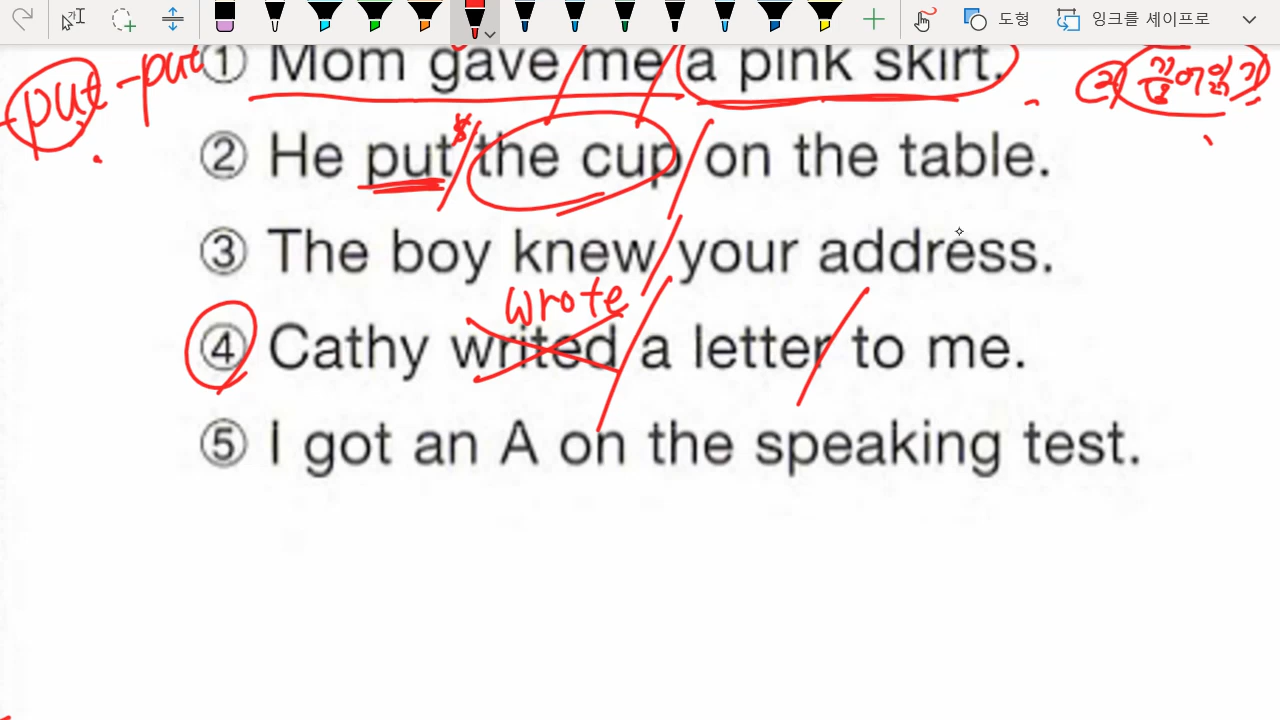 도형 잉크를 셰이프로
put - put ① Mom gave me a pink skirt. ② 끊어읽기
② He put the cup on the table.
③ The boy knew your address.
wrote
④ Cathy writed a letter to me.
⑤ I got an A on the speaking test.